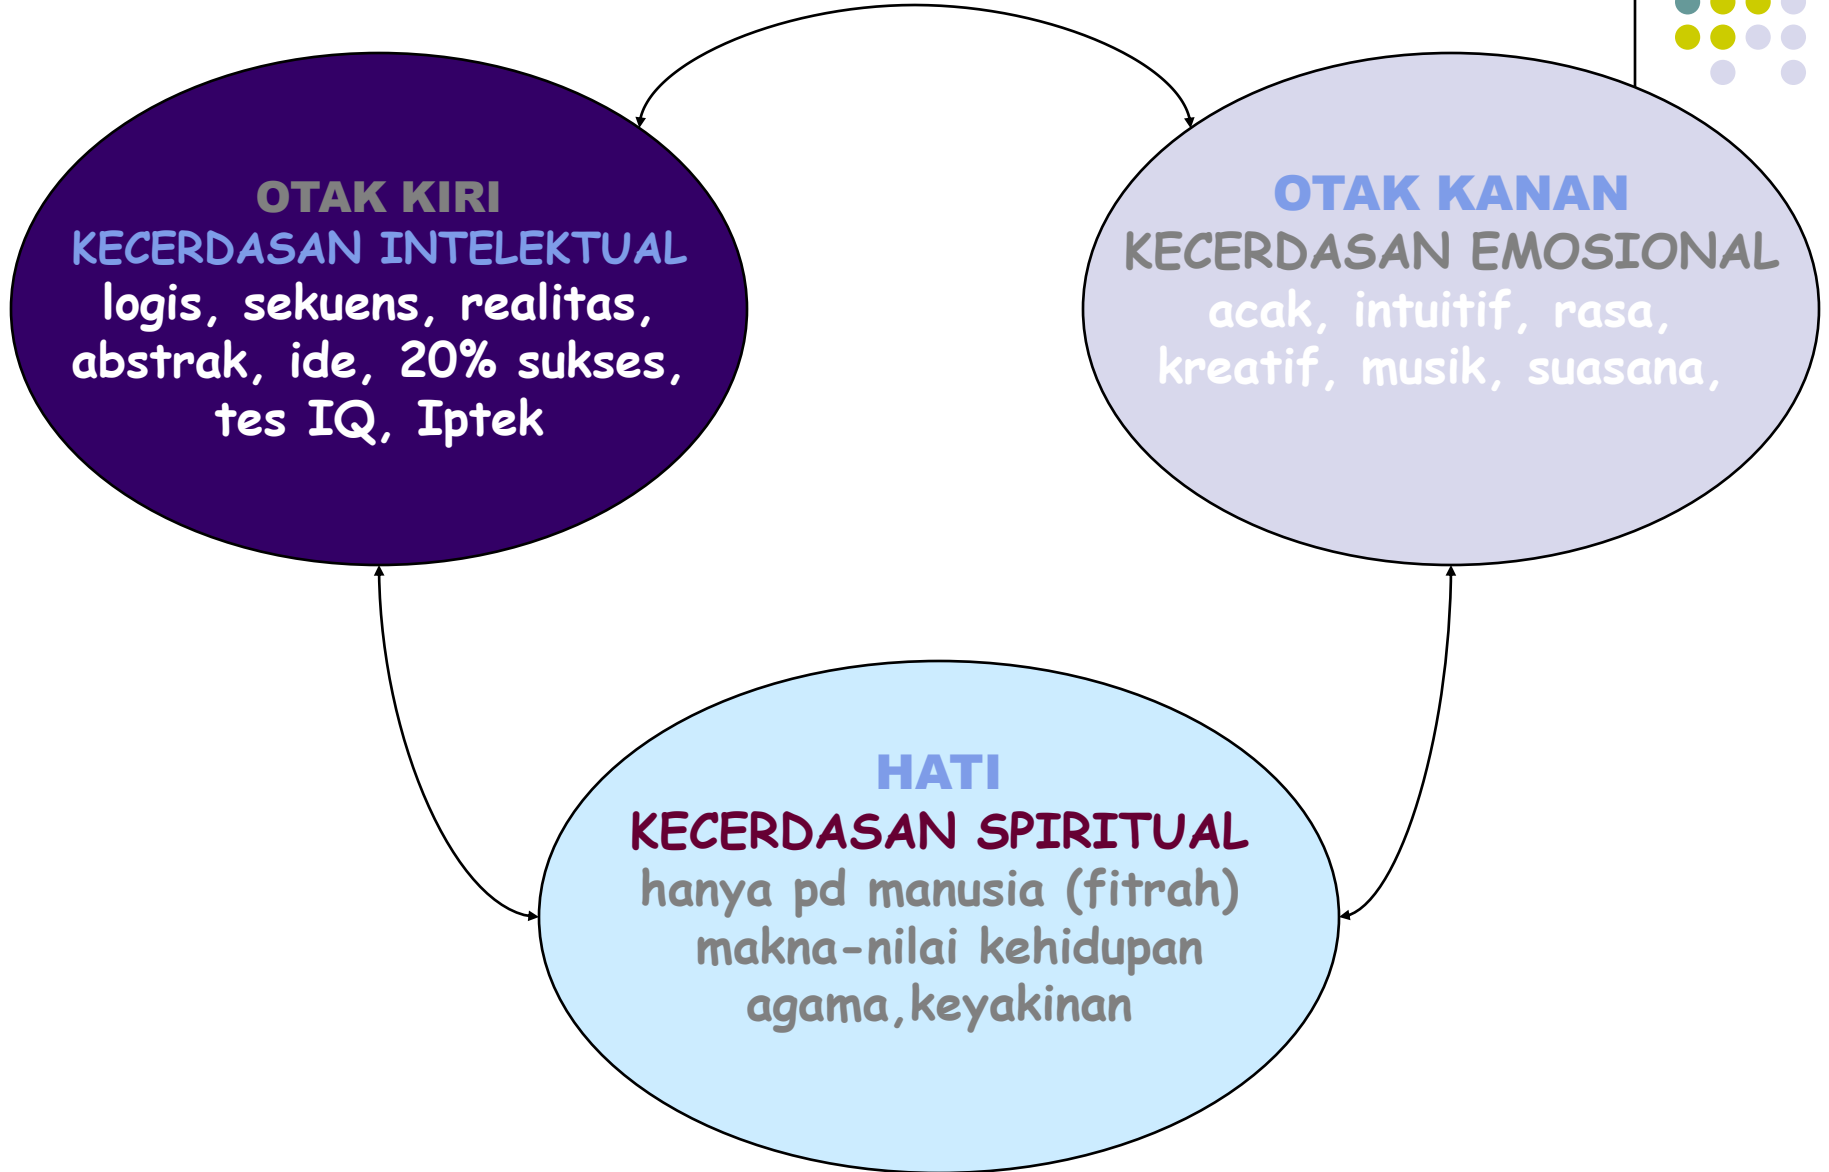 OTAK KIRI
KECERDASAN INTELEKTUAL
logis, sekuens, realitas,
abstrak, ide, 20% sukses,
tes IQ, Iptek
OTAK KANAN
KECERDASAN EMOSIONAL
acak, intuitif, rasa,
kreatif, musik, suasana,
HATI
KECERDASAN SPIRITUAL
hanya pd manusia (fitrah)
makna-nilai kehidupan
agama,keyakinan